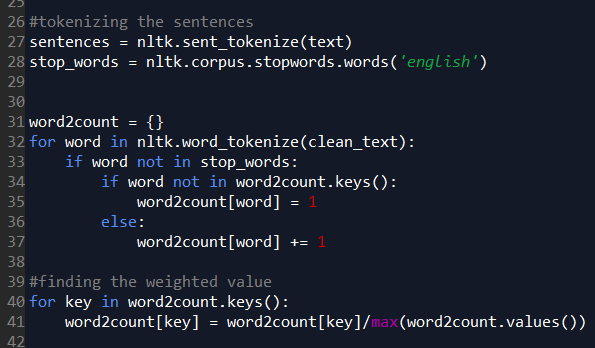 25
26 #tokenizing the sentences
27 sentences = nltk.sent_tokenize(text)
28 stop_words = nltk.corpus.stopwords.words('english')
29
30
31 word2count = {}
32 for word in nltk.word_tokenize(clean_text):
33     if word not in stop_words:
34         if word not in word2count.keys():
35             word2count[word] = 1
36         else:
37             word2count[word] += 1
38
39 #finding the weighted value
40 for key in word2count.keys():
41     word2count[key] = word2count[key]/max(word2count.values())
42